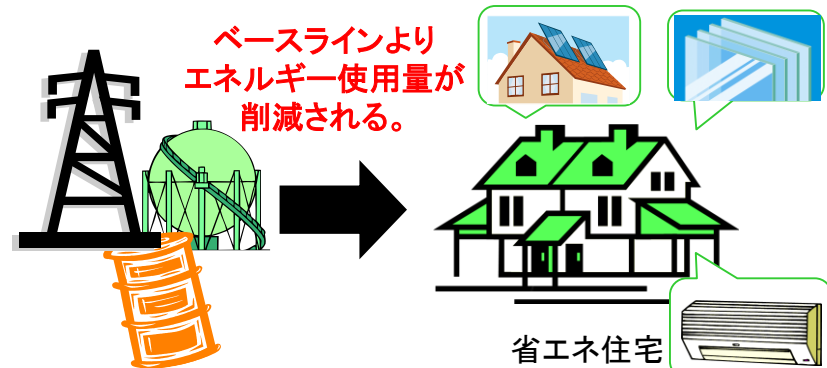 ベースラインより
エネルギー使用量が
削減される。
省エネ住宅